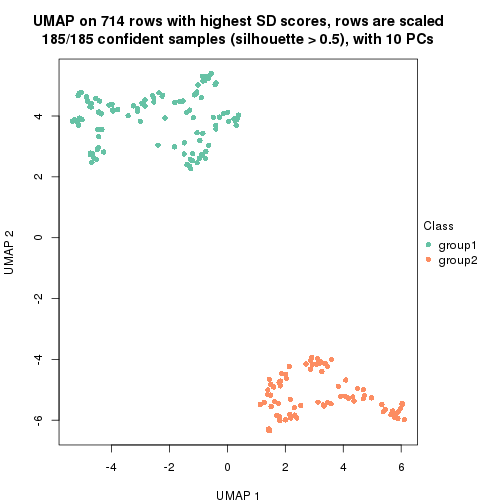 UMAP on 714 rows with highest SD scores, rows are scaled
185/185 confident samples (silhouette > 0.5), with 10 PCs
4
2
0
-2
-4
-6
UMAP 2
-4
-2
0
2
4
6
UMAP 1
Class
group1
group2